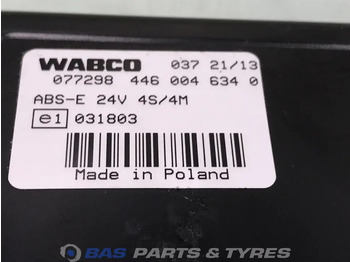 WABCO 037 21/13
077298 446 004 634 0
ABS-E 24V 4S/4M
e1 031803
Made in Poland
BAS PARTS & TYRES